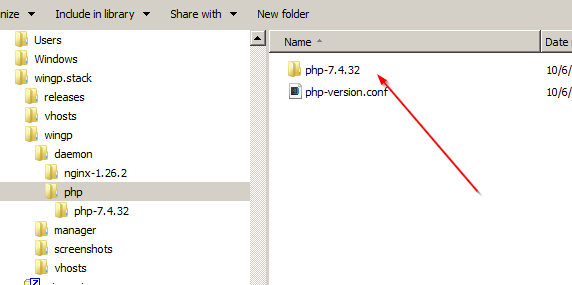 nize Include in library Share with New folder
Users
Windows
wingp.stack
releases
vhosts
wingp
daemon
nginx-1.26.2
php
php-7.4.32
manager
screenshots
vhosts
Name Date
php-7.4.32 10/6/
php-version.conf 10/6/